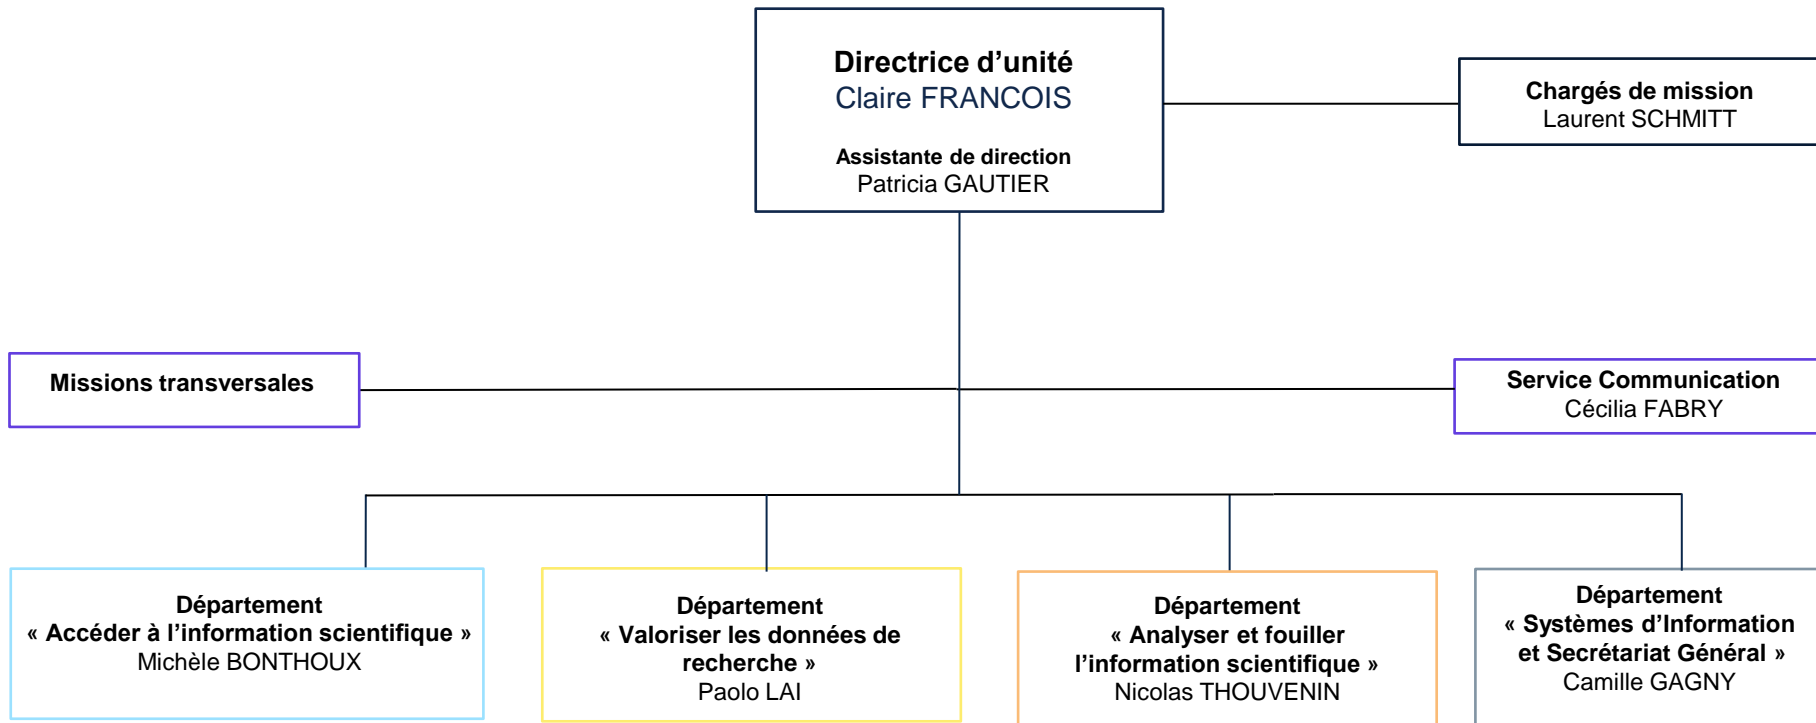 Directrice d’unité
Claire FRANCOIS
Assistante de direction
Patricia GAUTIER
Chargés de mission
Laurent SCHMITT
Missions transversales
Service Communication
Cécilia FABRY
Département
« Accéder à l’information scientifique »
Michèle BONTHOUX
Département
« Valoriser les données de
recherche »
Paolo LAI
Département
« Analyser et fouiller
l’information scientifique »
Nicolas THOUVENIN
Département
« Systèmes d’Information
et Secrétariat Général »
Camille GAGNY